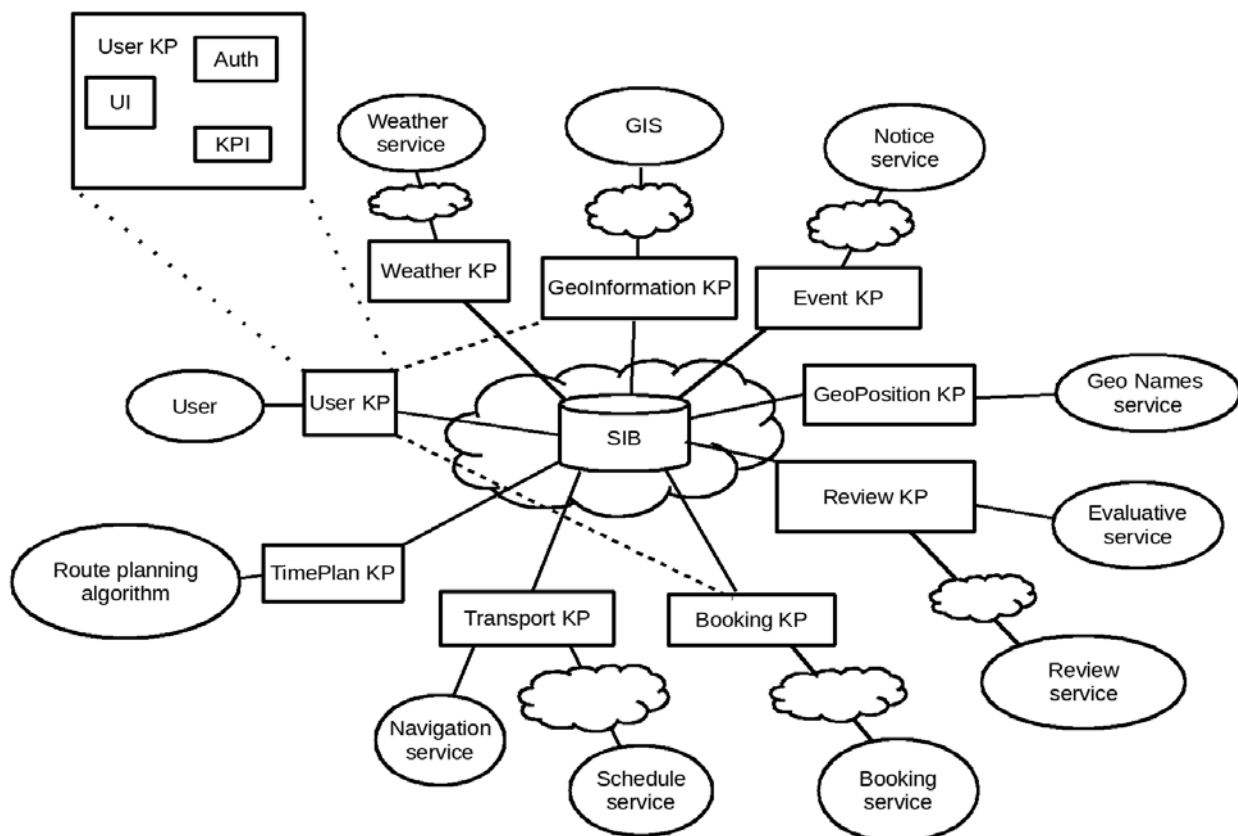 User KP
Auth
UI
KPI
Weather
service
GIS
Notice
service
Weather KP
GeoInformation KP
Event KP
User
User KP
SIB
GeoPosition KP
Geo Names
service
Review KP
Evaluative
service
Route planning
algorithm
TimePlan KP
Transport KP
Booking KP
Review
service
Navigation
service
Schedule
service
Booking
service